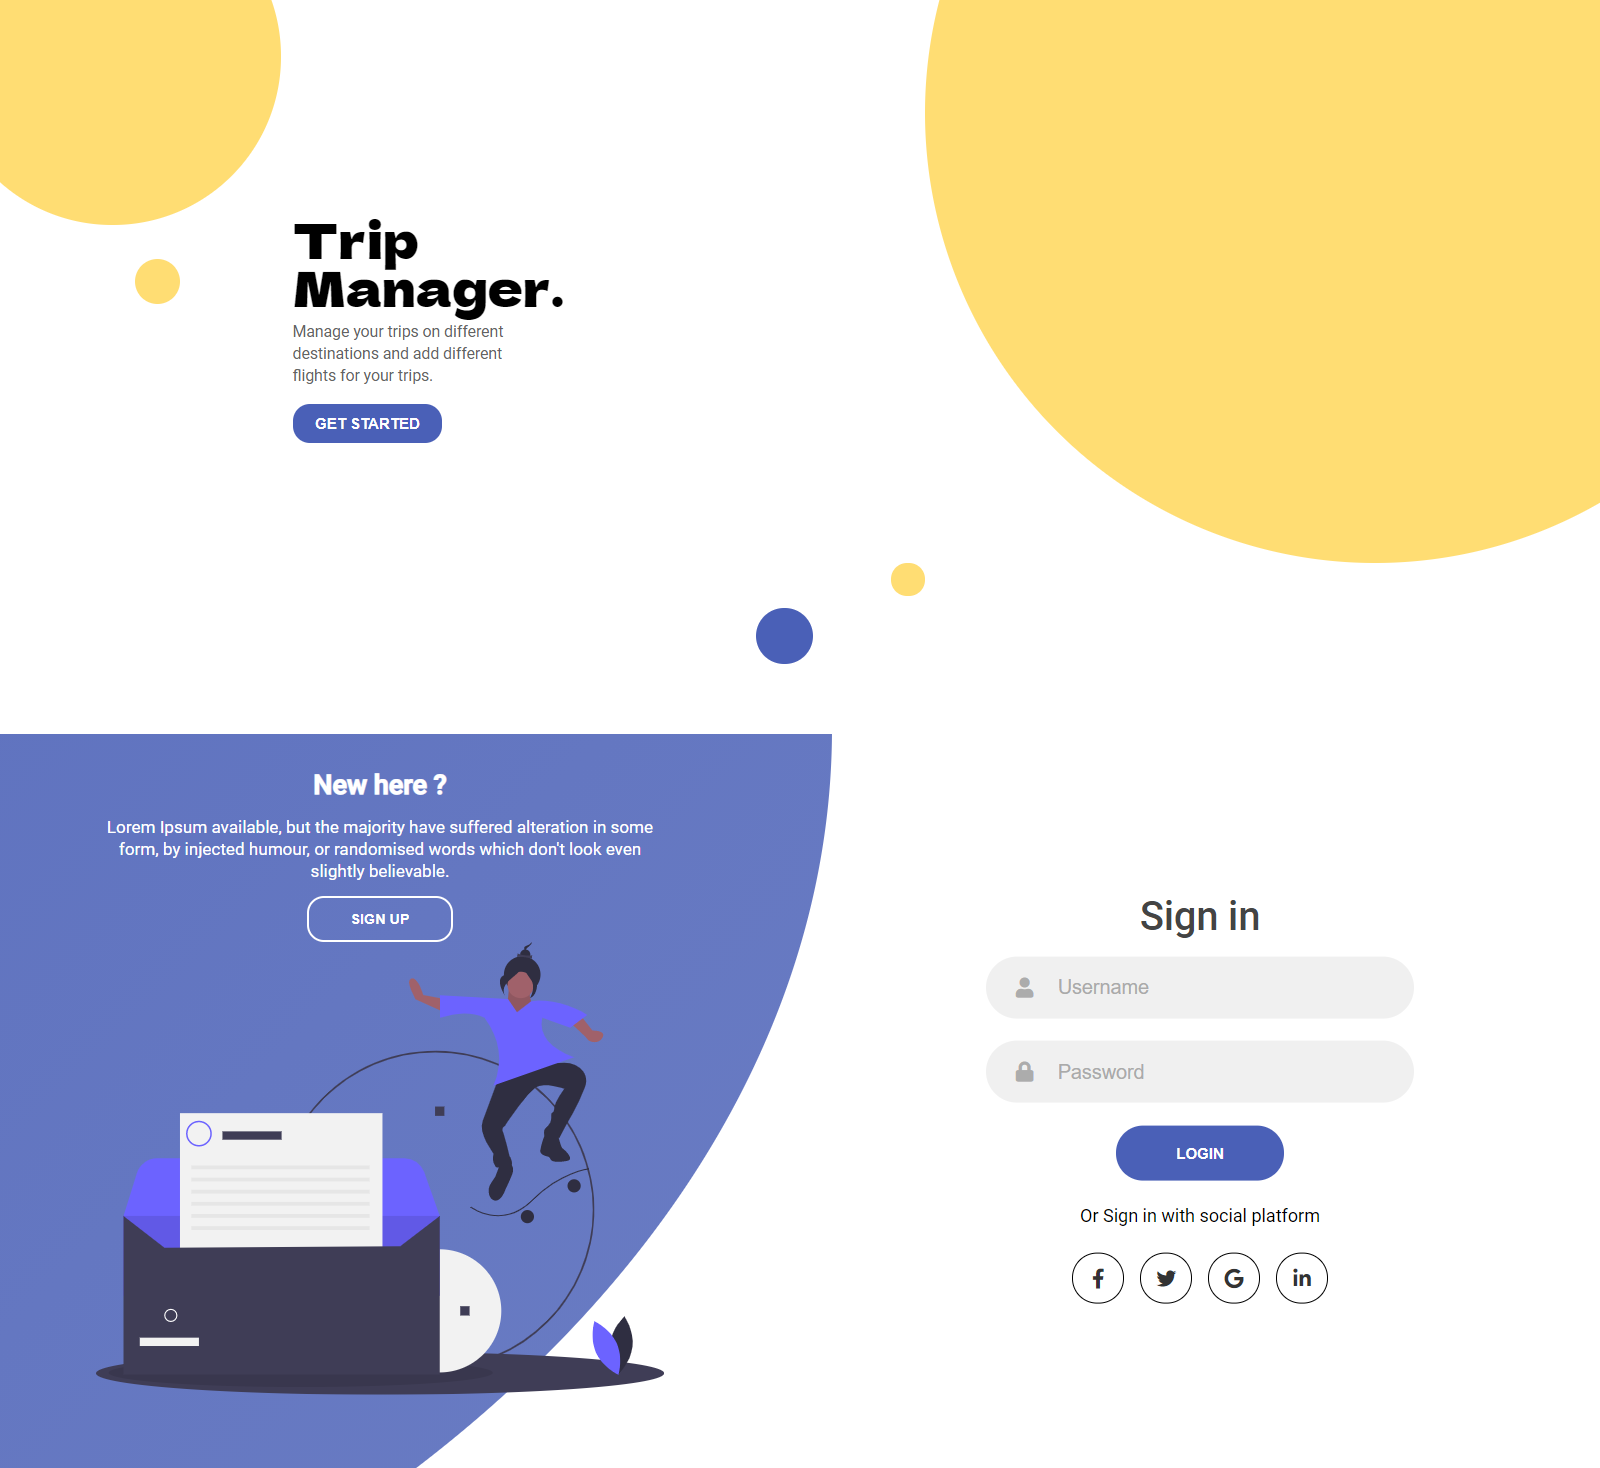 Trip
Manager.
Manage your trips on different
destinations and add different
flights for your trips.
GET STARTED
New here ?
Lorem Ipsum available, but the majority have suffered alteration in some
form, by injected humour, or randomised words which don't look even
slightly believable.
SIGN UP
Sign in
Username
Password
LOGIN
Or Sign in with social platform